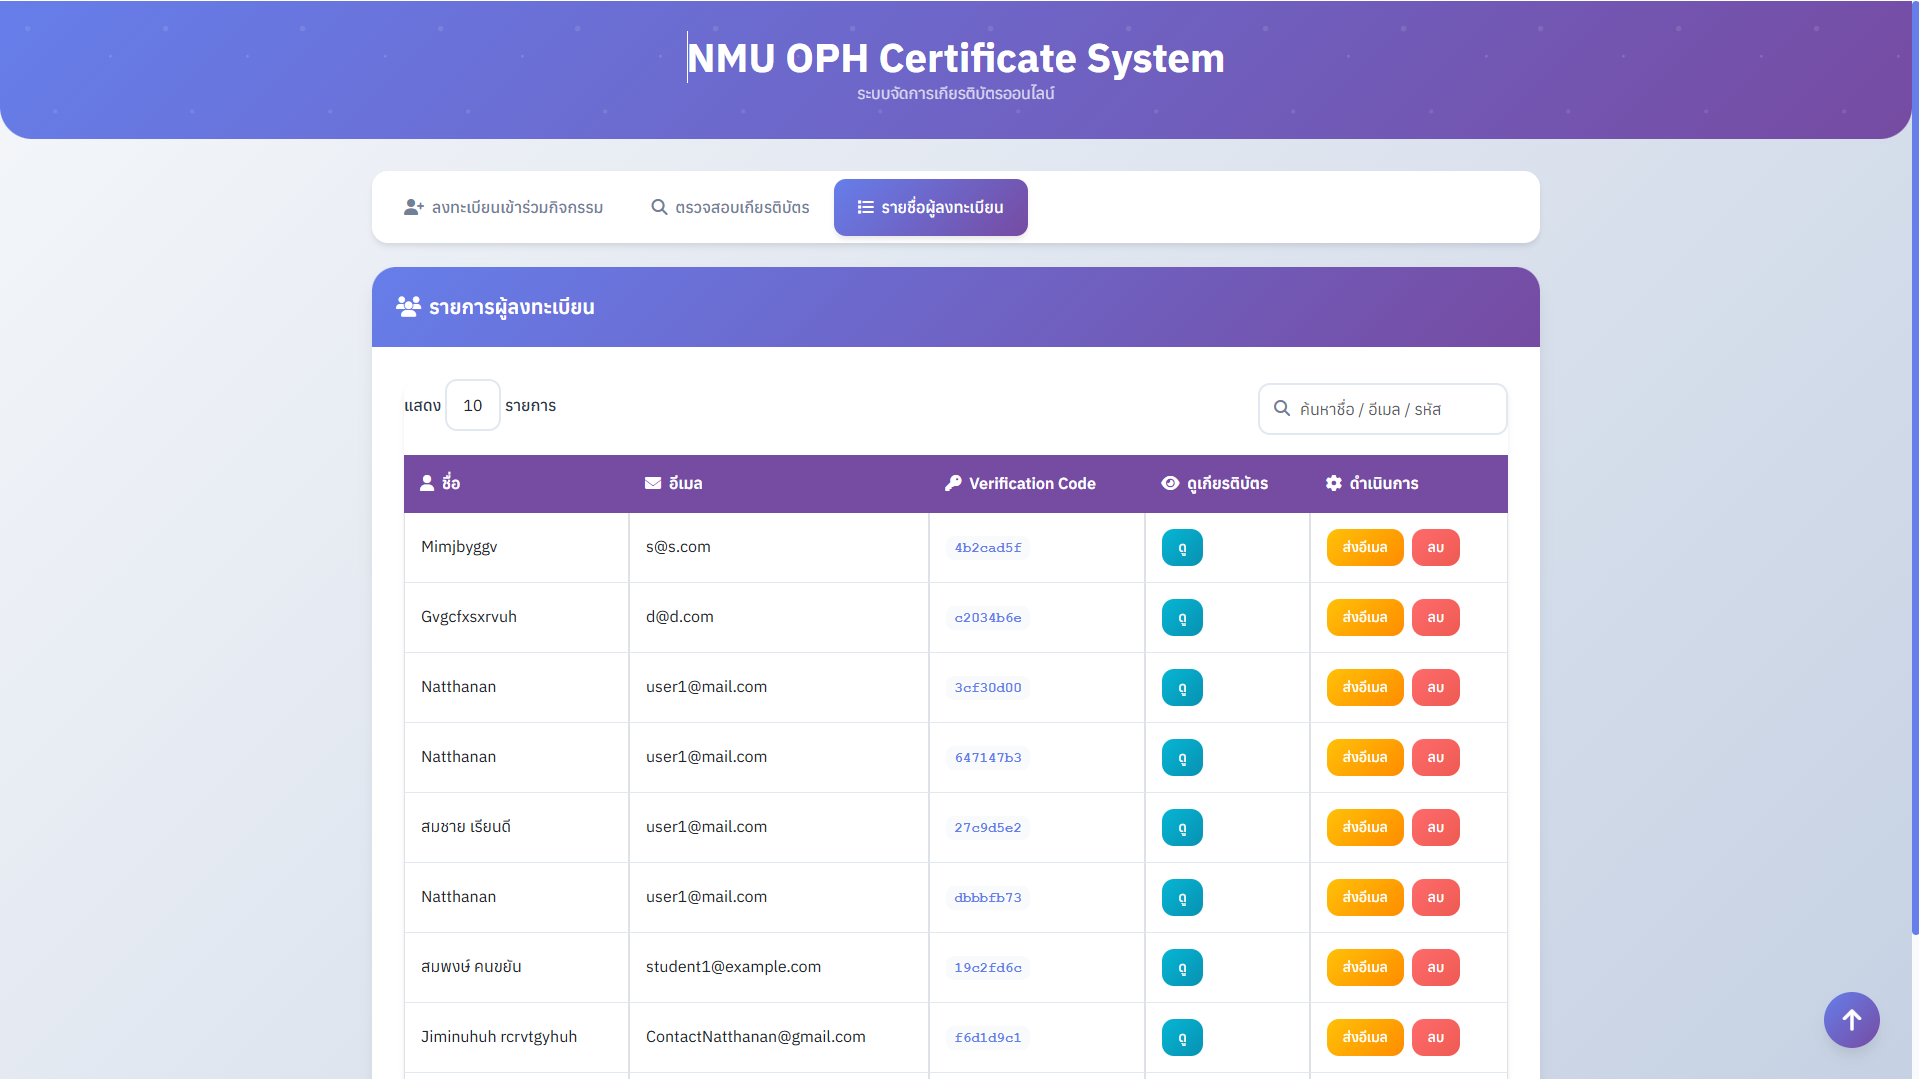 NMU OPH Certificate System
ระบบจัดการเกียรติบัตรออนไลน์
ลงทะเบียนเข้าร่วมกิจกรรม ตรวจสอบเกียรติบัตร รายชื่อผู้ลงทะเบียน
รายการผู้ลงทะเบียน
แสดง 10 รายการ ค้นหาชื่อ / อีเมล / รหัส
ชื่อ อีเมล Verification Code ดูเกียรติบัตร ดำเนินการ
Mimjbyggv s@s.com 4b2cad5f ดู ส่งอีเมล ลบ
Gvgcfxsxrvuh d@d.com c2034b6e ดู ส่งอีเมล ลบ
Natthanan user1@mail.com 3cf30d00 ดู ส่งอีเมล ลบ
Natthanan user1@mail.com 647147b3 ดู ส่งอีเมล ลบ
สมชาย เรียนดี user1@mail.com 27c9d5e2 ดู ส่งอีเมล ลบ
Natthanan user1@mail.com dbbbfb73 ดู ส่งอีเมล ลบ
สมพงษ์ คนขยัน student1@example.com 19c2fd6c ดู ส่งอีเมล ลบ
Jiminuhuh rcrvtgyhuh ContactNatthanan@gmail.com f6d1d9c1 ดู ส่งอีเมล ลบ